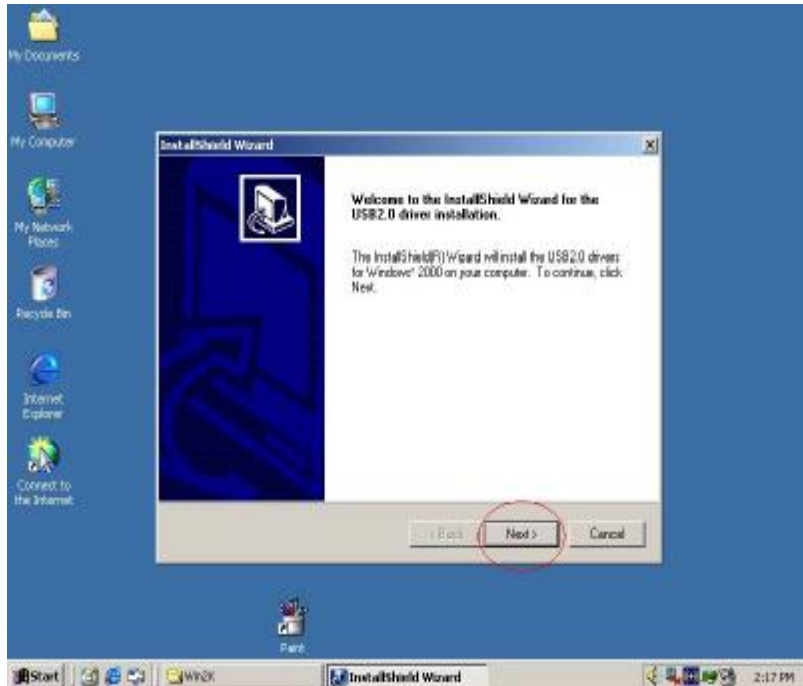 My Documents
My Computer
My Network
Places
Recycle Bin
Internet
Explorer
Connect to
the Internet
InstallShield Wizard
Welcome to the InstallShield Wizard for the
USB2.0 driver installation.
The InstallShield(R) Wizard will install the USB2.0 drivers
for Windows* 2000 on your computer. To continue, click
Next.
< Back
Next >
Cancel
Paint
Start
Win2K
InstallShield Wizard
2:17 PM